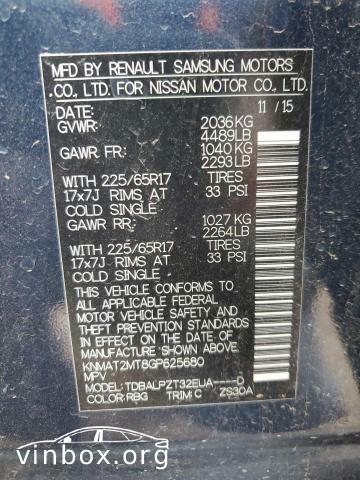 MFD BY RENAULT SAMSUNG MOTORS
CO., LTD. FOR NISSAN MOTOR CO., LTD.
DATE: 11 / 15
GVWR: 2036KG
4489LB
GAWR FR: 1040KG
2293LB
WITH 225/65R17 TIRES
17x7J RIMS AT 33 PSI
COLD SINGLE
GAWR RR: 1027KG
2264LB
WITH 225/65R17 TIRES
17x7J RIMS AT 33 PSI
COLD SINGLE
THIS VEHICLE CONFORMS TO
ALL APPLICABLE FEDERAL
MOTOR VEHICLE SAFETY AND
THEFT PREVENTION STANDARDS
IN EFFECT ON THE DATE OF
MANUFACTURE SHOWN ABOVE.
KNMAT2MT8GP625680
MPV
MODEL: TDBALPZT32EUA----D
COLOR: RBG TRIM: C ZS30A
vinbox.org